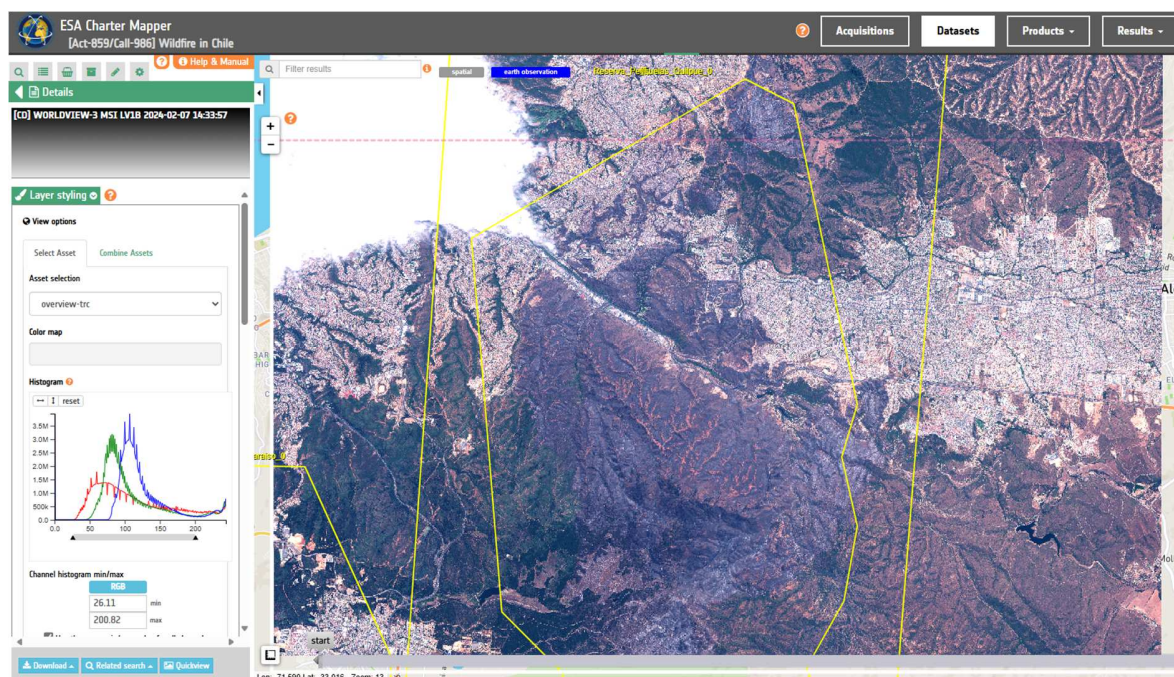 ESA Charter Mapper
[Act-859/Call-986] Wildfire in Chile
?
Acquisitions
Datasets
Products
Results
? Help & Manual
Details
Filter results
spatial
earth observation
Reserva_Peñuelas_Quilpue_0
[CD] WORLDVIEW-3 MSI LV1B 2024-02-07 14:33:57
+
−
?
Layer styling ?
View options
Select Asset
Combine Assets
Asset selection
overview-trc
Color map
Histogram ?
reset
3.5M
3.0M
2.5M
2.0M
1.5M
1.0M
500k
0.0
0.0 50 100 150 200
Channel histogram min/max
RGB
26.11 min
200.82 max
araiso_0
start
Download
Related search
Quickview